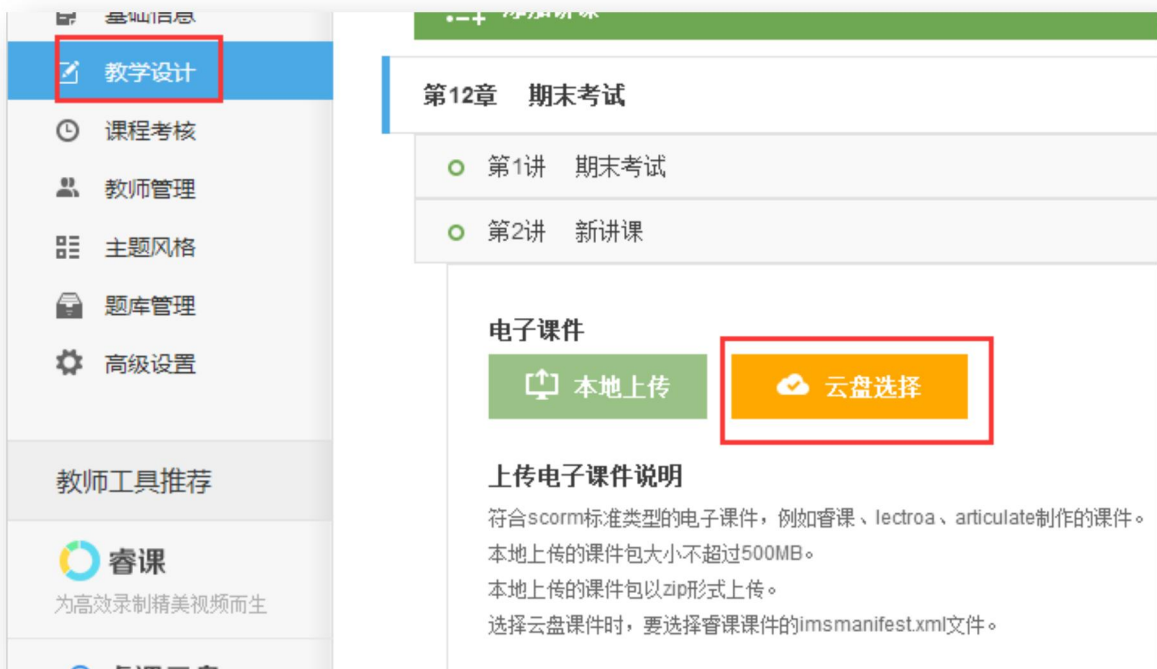 基础信息
教学设计
课程考核
教师管理
主题风格
题库管理
高级设置
教师工具推荐
睿课
为高效录制精美视频而生
添加讲课
第12章 期末考试
第1讲 期末考试
第2讲 新讲课
电子课件
本地上传 云盘选择
上传电子课件说明
符合scorm标准类型的电子课件，例如睿课、lectroa、articulate制作的课件。
本地上传的课件包大小不超过500MB。
本地上传的课件包以zip形式上传。
选择云盘课件时，要选择睿课课件的imsmanifest.xml文件。